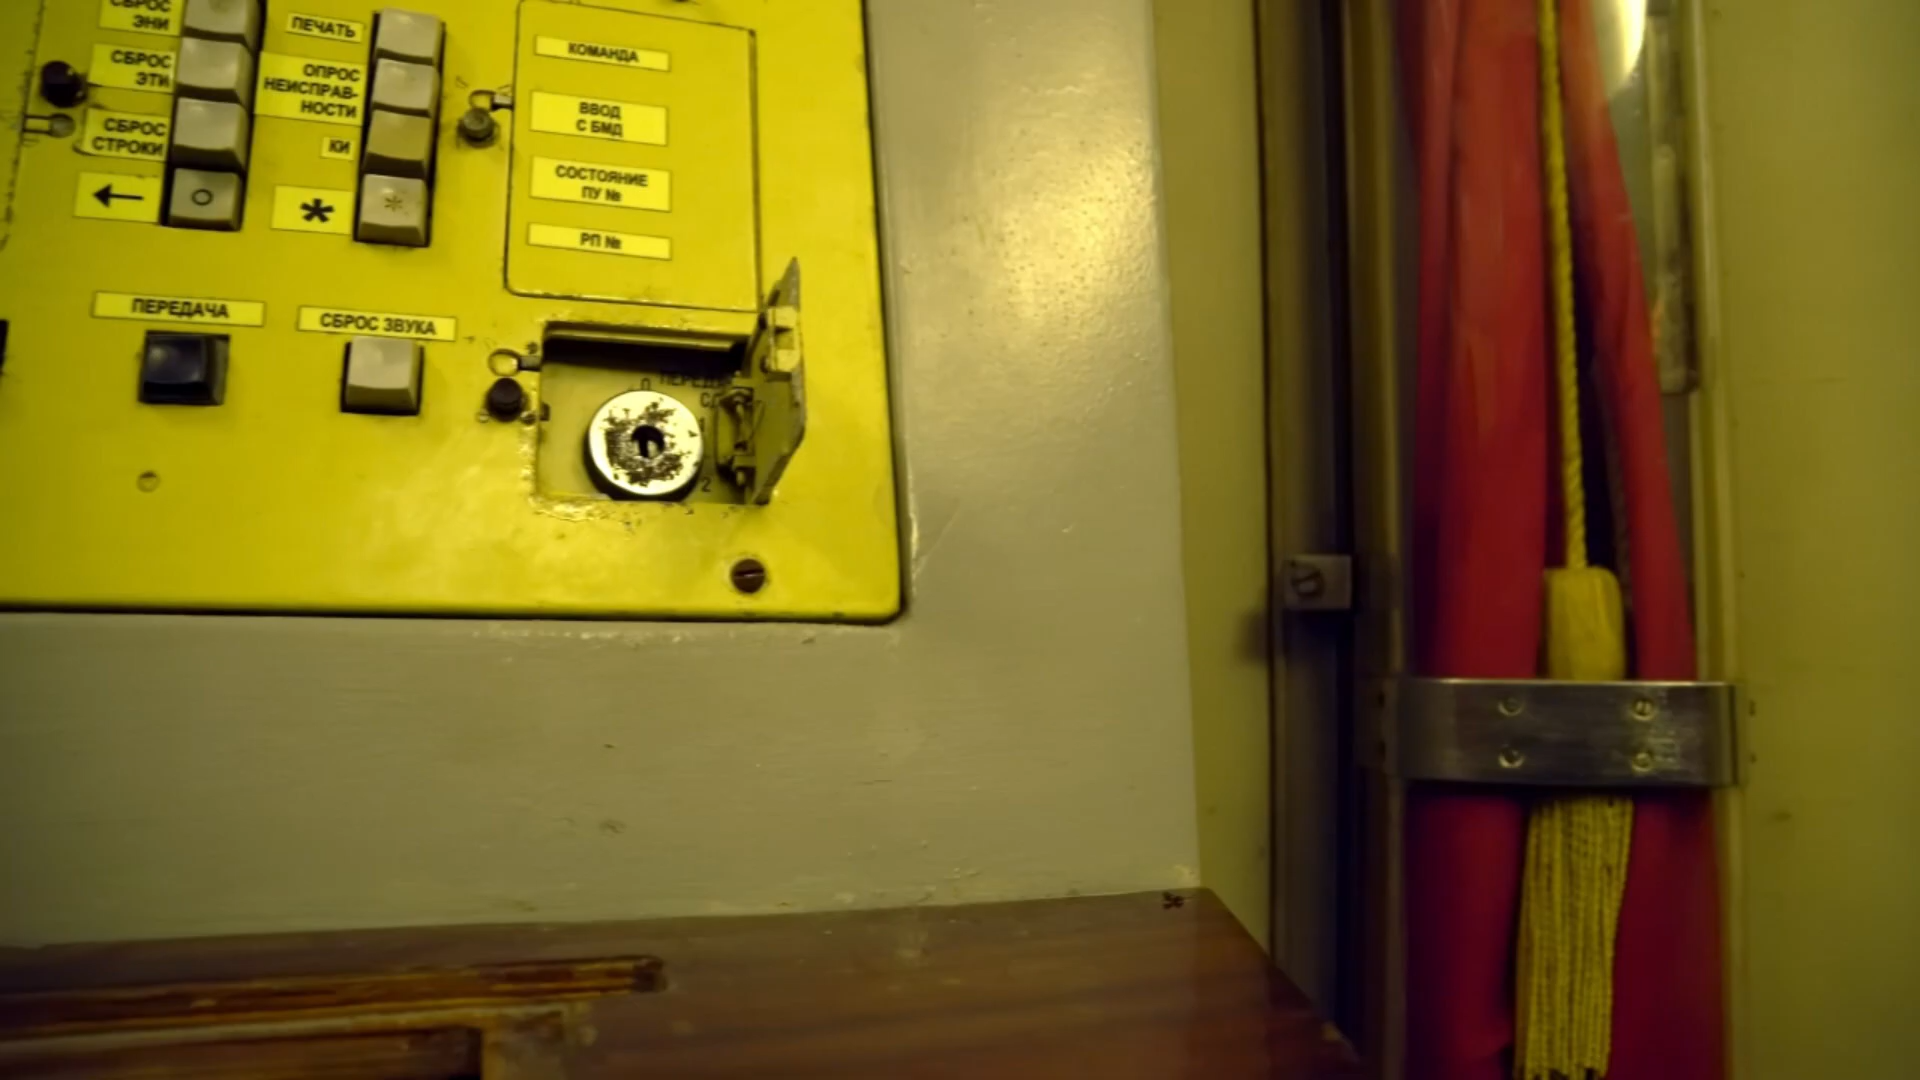 СБРОС
ЭНИ
СБРОС
ЭТИ
СБРОС
СТРОКИ
←
ПЕЧАТЬ
ОПРОС
НЕИСПРАВ-
НОСТИ
КИ
*
*
КОМАНДА
ВВОД
С БМД
СОСТОЯНИЕ
ПУ №
РП №
ПЕРЕДАЧА
СБРОС ЗВУКА
0
1
2